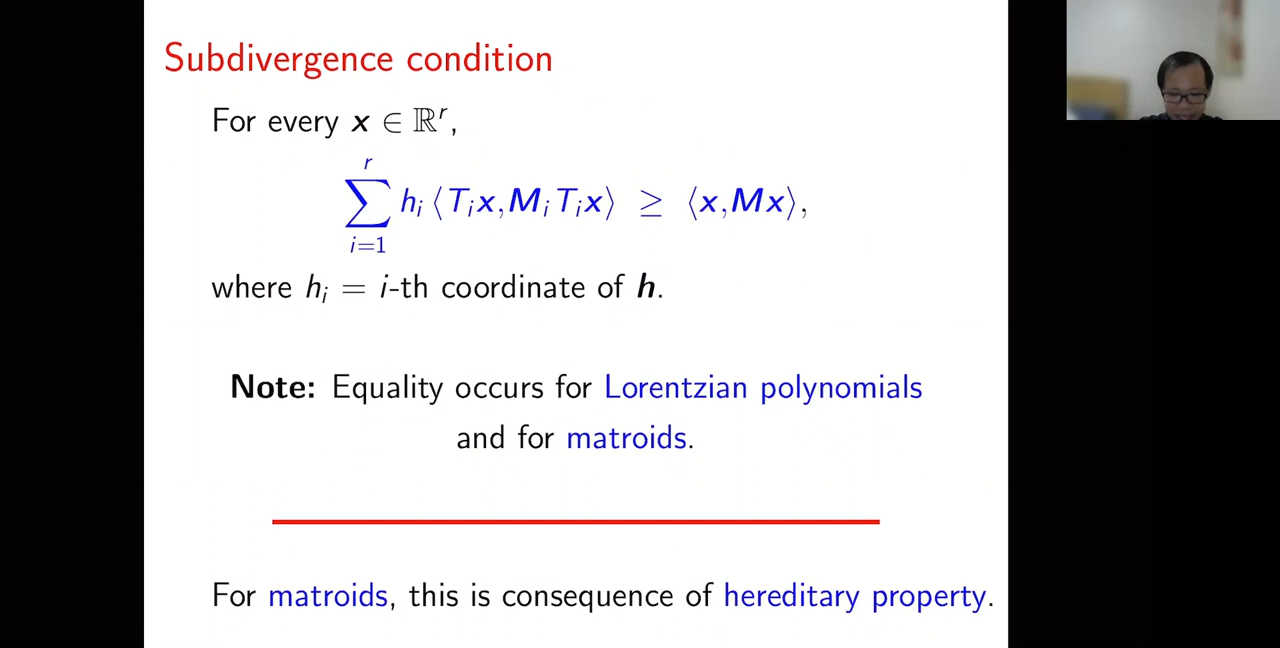 Subdivergence condition
For every x ∈ ℝ^r,
∑_{i=1}^{r} h_i ⟨T_i x, M_i T_i x⟩ ≥ ⟨x, Mx⟩,
where h_i = i-th coordinate of h.
Note: Equality occurs for Lorentzian polynomials
and for matroids.
For matroids, this is consequence of hereditary property.